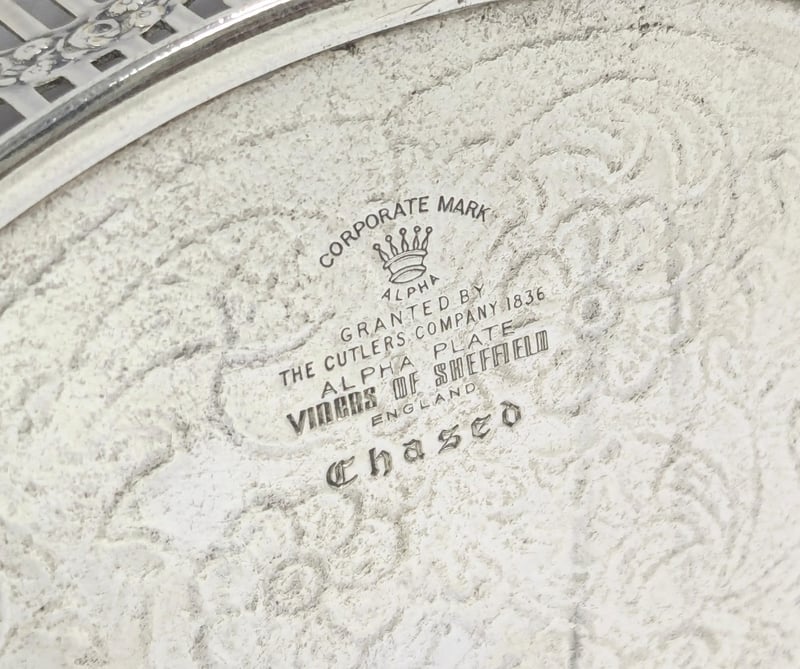 CORPORATE MARK
ALPHA
GRANTED BY
THE CUTLERS COMPANY 1836
ALPHA PLATE
VINERS OF SHEFFIELD
ENGLAND
Chased